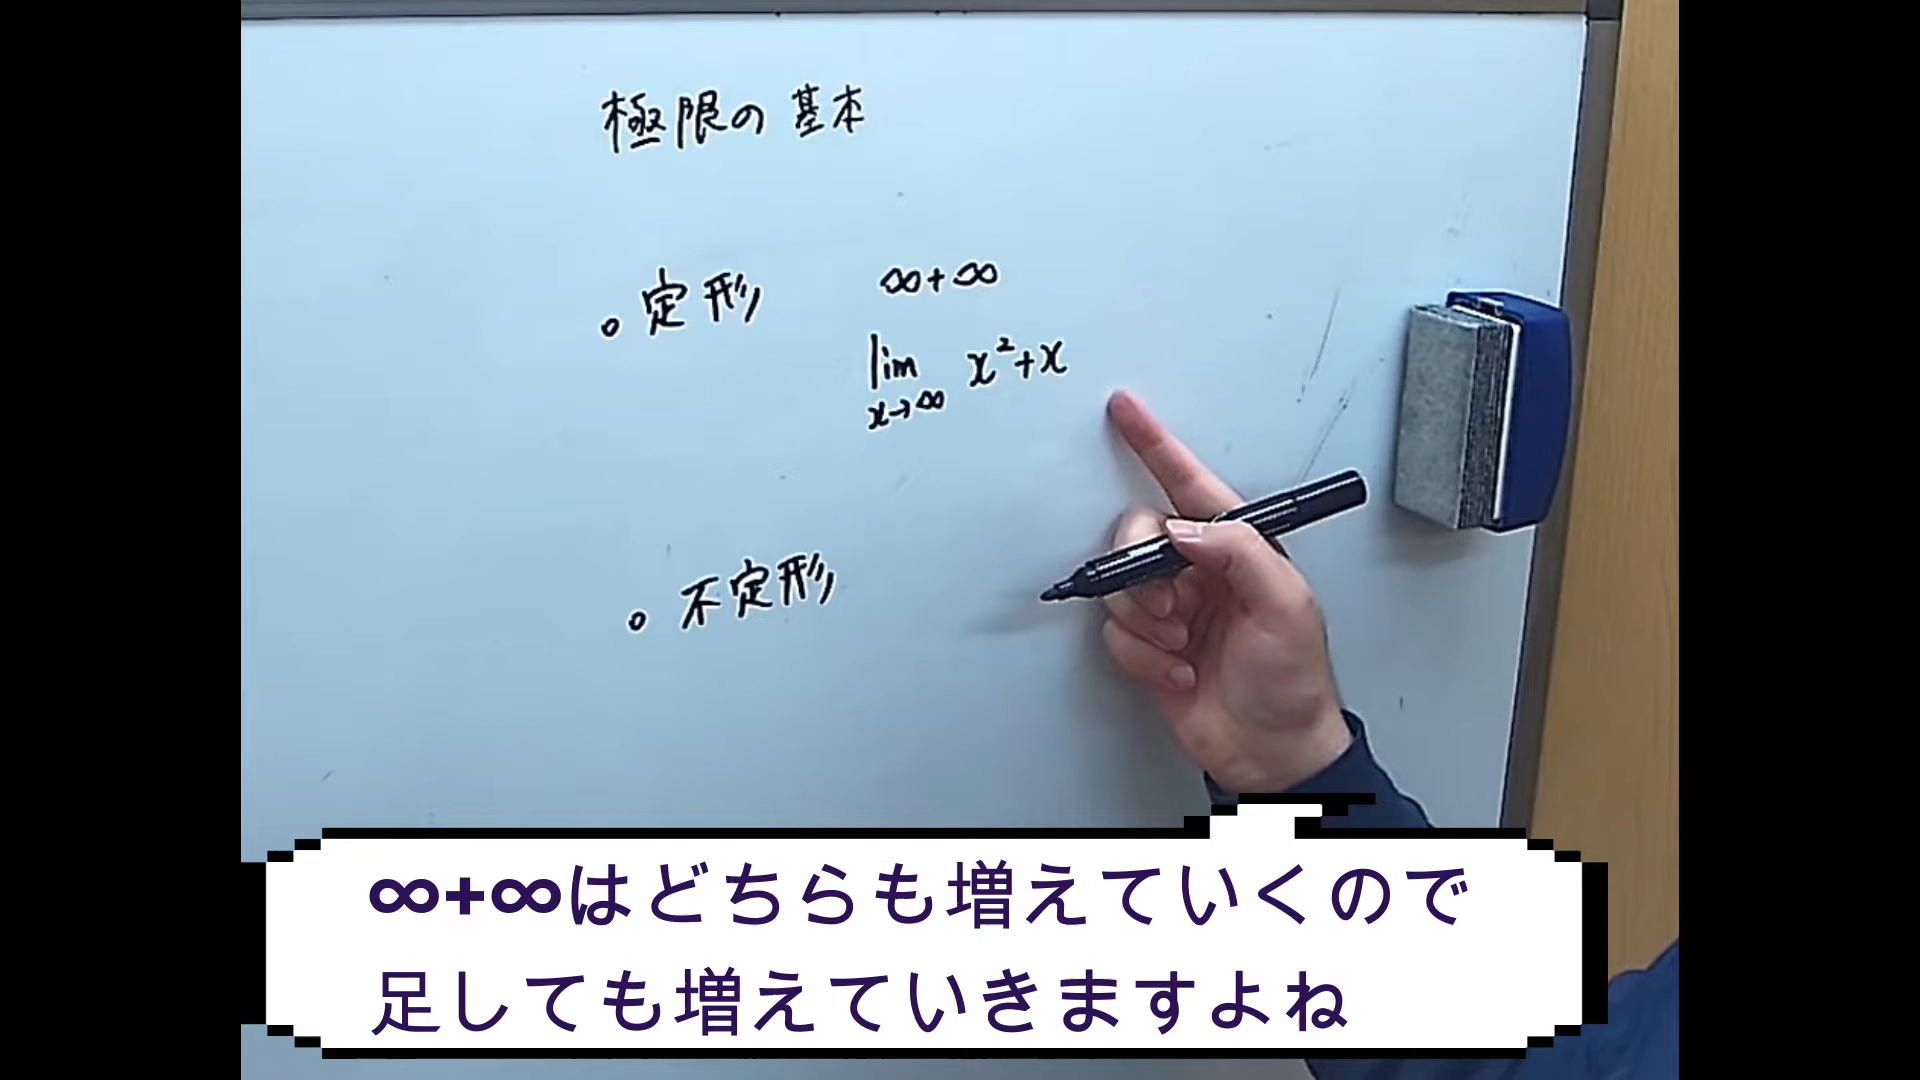 極限の基本
。定形 ∞+∞
lim x²+x
x→∞
。不定形
∞+∞はどちらも増えていくので
足しても増えていきますよね